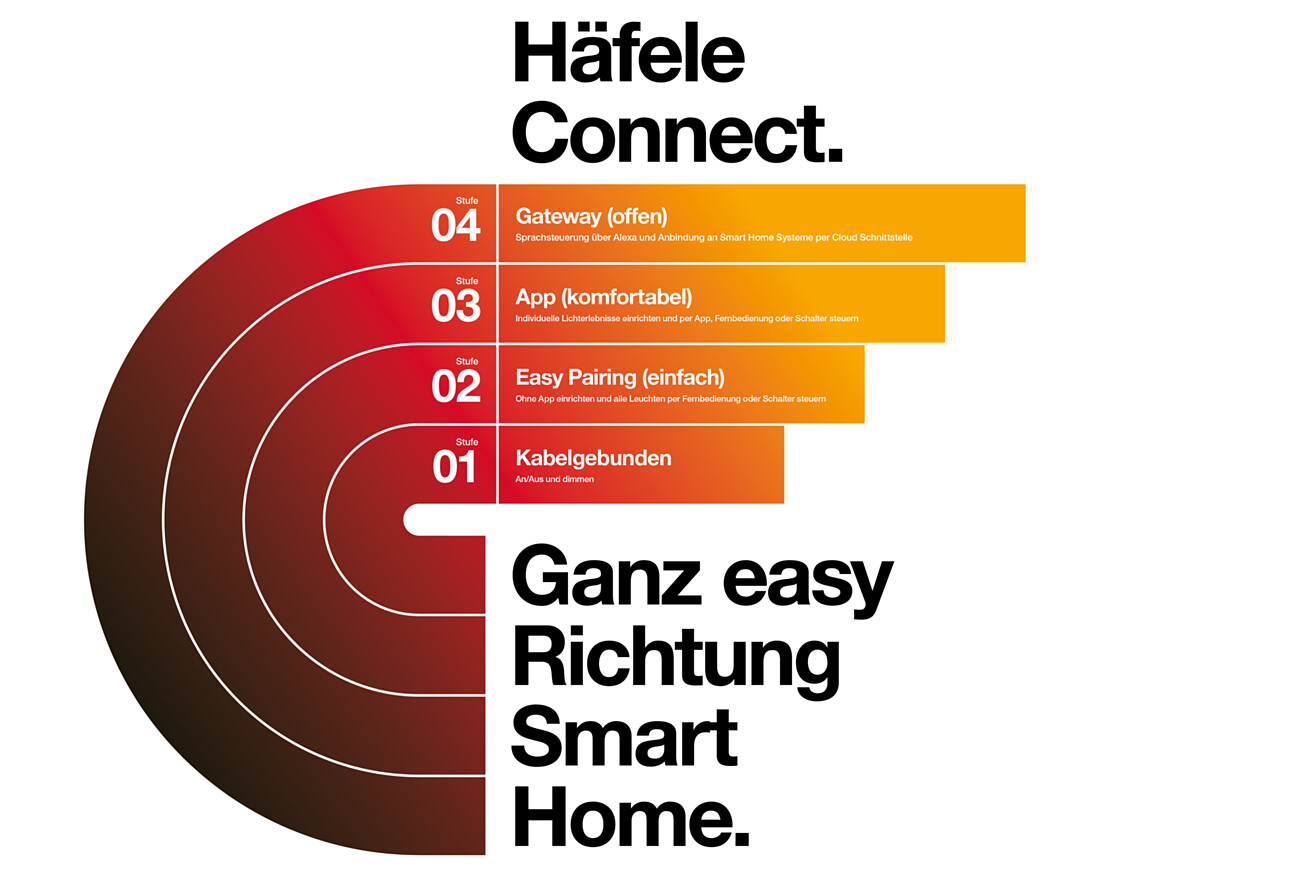 Häfele
Connect.
Stufe
04
Gateway (offen)
Sprachsteuerung über Alexa und Anbindung an Smart Home Systeme per Cloud Schnittstelle
Stufe
03
App (komfortabel)
Individuelle Lichterlebnisse einrichten und per App, Fernbedienung oder Schalter steuern
Stufe
02
Easy Pairing (einfach)
Ohne App einrichten und alle Leuchten per Fernbedienung oder Schalter steuern
Stufe
01
Kabelgebunden
An/Aus und dimmen
Ganz easy
Richtung
Smart
Home.